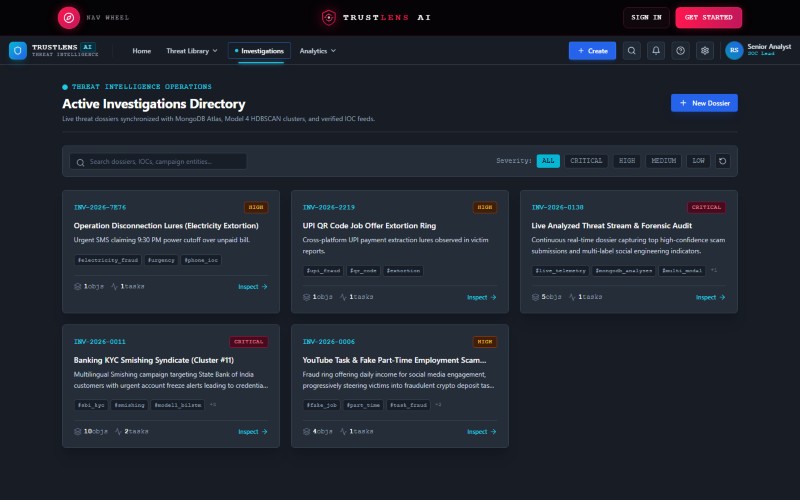 NAV WHEEL
TRUSTLENS AI
SIGN IN
GET STARTED
TRUSTLENS AI
THREAT INTELLIGENCE
Home
Threat Library
Investigations
Analytics
+ Create
RS
Senior Analyst
SOC Lead
THREAT INTELLIGENCE OPERATIONS
Active Investigations Directory
Live threat dossiers synchronized with MongoDB Atlas, Model 4 HDBSCAN clusters, and verified IOC feeds.
+ New Dossier
Search dossiers, IOCs, campaign entities...
Severity: ALL CRITICAL HIGH MEDIUM LOW
INV-2026-7E76
HIGH
Operation Disconnection Lures (Electricity Extortion)
Urgent SMS claiming 9:30 PM power cutoff over unpaid bill.
#electricity_fraud #urgency #phone_ioc
1objs 1tasks
Inspect →
INV-2026-2219
HIGH
UPI QR Code Job Offer Extortion Ring
Cross-platform UPI payment extraction lures observed in victim
reports.
#upi_fraud #qr_code #extortion
1objs 1tasks
Inspect →
INV-2026-0138
CRITICAL
Live Analyzed Threat Stream & Forensic Audit
Continuous real-time dossier capturing top high-confidence scam
submissions and multi-label social engineering indicators.
#live_telemetry #mongodb_analyses #multi_modal +1
5objs 1tasks
Inspect →
INV-2026-0011
CRITICAL
Banking KYC Smishing Syndicate (Cluster #11)
Multilingual Smishing campaign targeting State Bank of India
customers with urgent account freeze alerts leading to credentia...
#sbi_kyc #smishing #model1_bilstm
10objs 2tasks
Inspect →
INV-2026-0006
HIGH
YouTube Task & Fake Part-Time Employment Scam...
Fraud ring offering daily income for social media engagement,
progressively steering victims into fraudulent crypto deposit tas...
#fake_job #part_time #task_fraud
4objs 1tasks
Inspect →